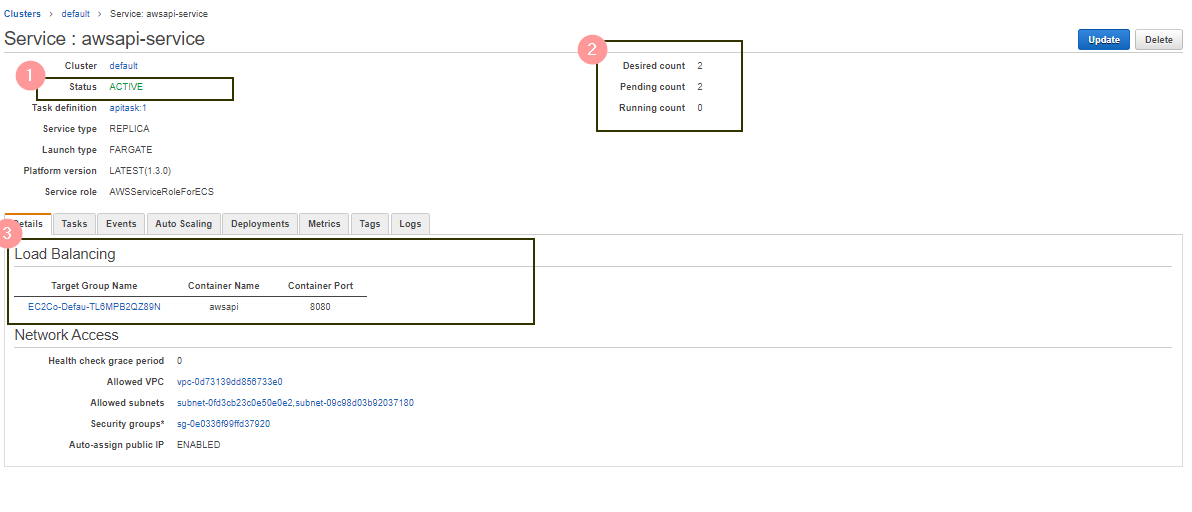 Clusters > default > Service: awsapi-service
Service : awsapi-service
Update Delete
1
2
Cluster default
Status ACTIVE
Task definition apitask:1
Service type REPLICA
Launch type FARGATE
Platform version LATEST(1.3.0)
Service role AWSServiceRoleForECS
Desired count 2
Pending count 2
Running count 0
Details Tasks Events Auto Scaling Deployments Metrics Tags Logs
3
Load Balancing
Target Group Name Container Name Container Port
EC2Co-Defau-TL6MPB2QZ89N awsapi 8080
Network Access
Health check grace period 0
Allowed VPC vpc-0d73139dd856733e0
Allowed subnets subnet-0fd3cb23c0e50e0e2,subnet-09c98d03b92037180
Security groups* sg-0e0336f99ffd37920
Auto-assign public IP ENABLED